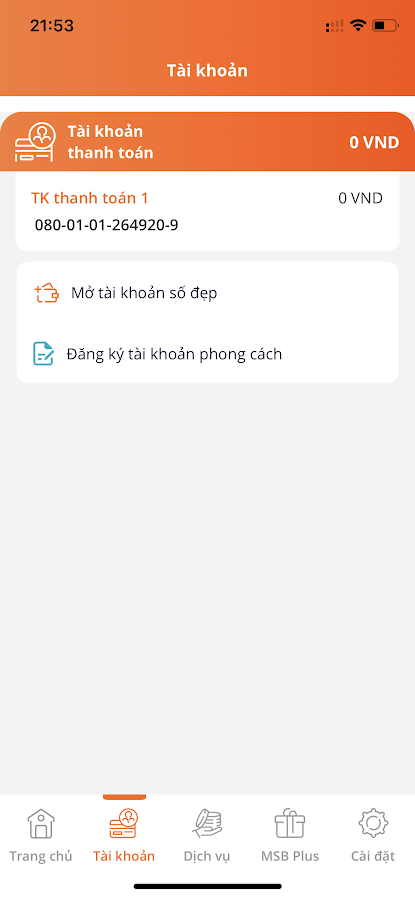 21:53
Tài khoản
Tài khoản
thanh toán
0 VND
TK thanh toán 1
0 VND
080-01-01-264920-9
Mở tài khoản số đẹp
Đăng ký tài khoản phong cách
Trang chủ
Tài khoản
Dịch vụ
MSB Plus
Cài đặt